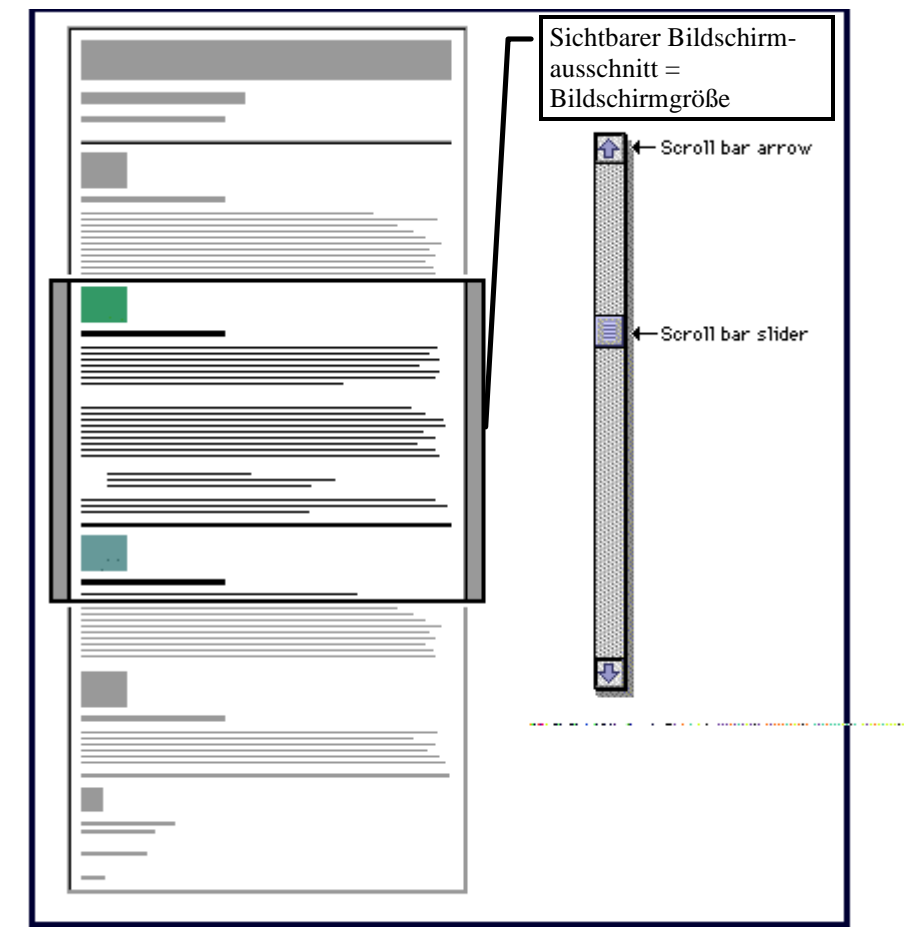 Sichtbarer Bildschirm-
ausschnitt =
Bildschirmgröße
Scroll bar arrow
Scroll bar slider